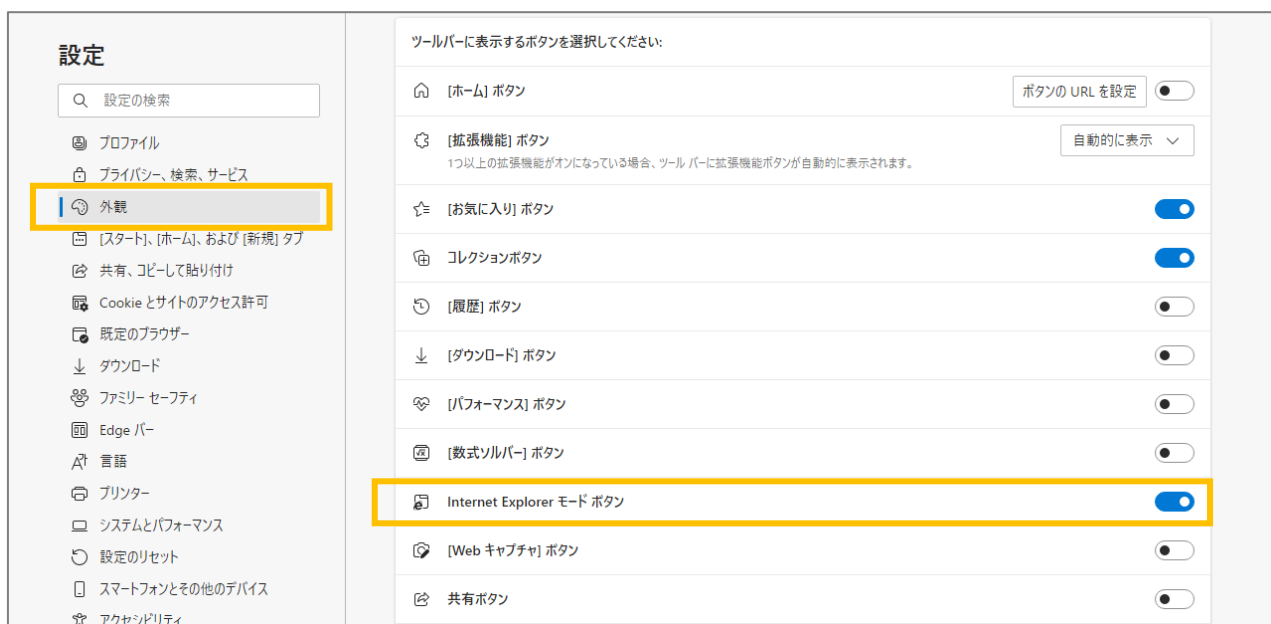 設定
設定の検索
プロファイル
プライバシー、検索、サービス
外観
[スタート]、[ホーム]、および [新規] タブ
共有、コピーして貼り付け
Cookie とサイトのアクセス許可
既定のブラウザー
ダウンロード
ファミリー セーフティ
Edge バー
言語
プリンター
システムとパフォーマンス
設定のリセット
スマートフォンとその他のデバイス
アクセシビリティ
ツールバーに表示するボタンを選択してください:
[ホーム] ボタン
ボタンの URL を設定
[拡張機能] ボタン
自動的に表示
1つ以上の拡張機能がオンになっている場合、ツール バーに拡張機能ボタンが自動的に表示されます。
[お気に入り] ボタン
コレクションボタン
[履歴] ボタン
[ダウンロード] ボタン
[パフォーマンス] ボタン
[数式ソルバー] ボタン
Internet Explorer モード ボタン
[Web キャプチャ] ボタン
共有ボタン